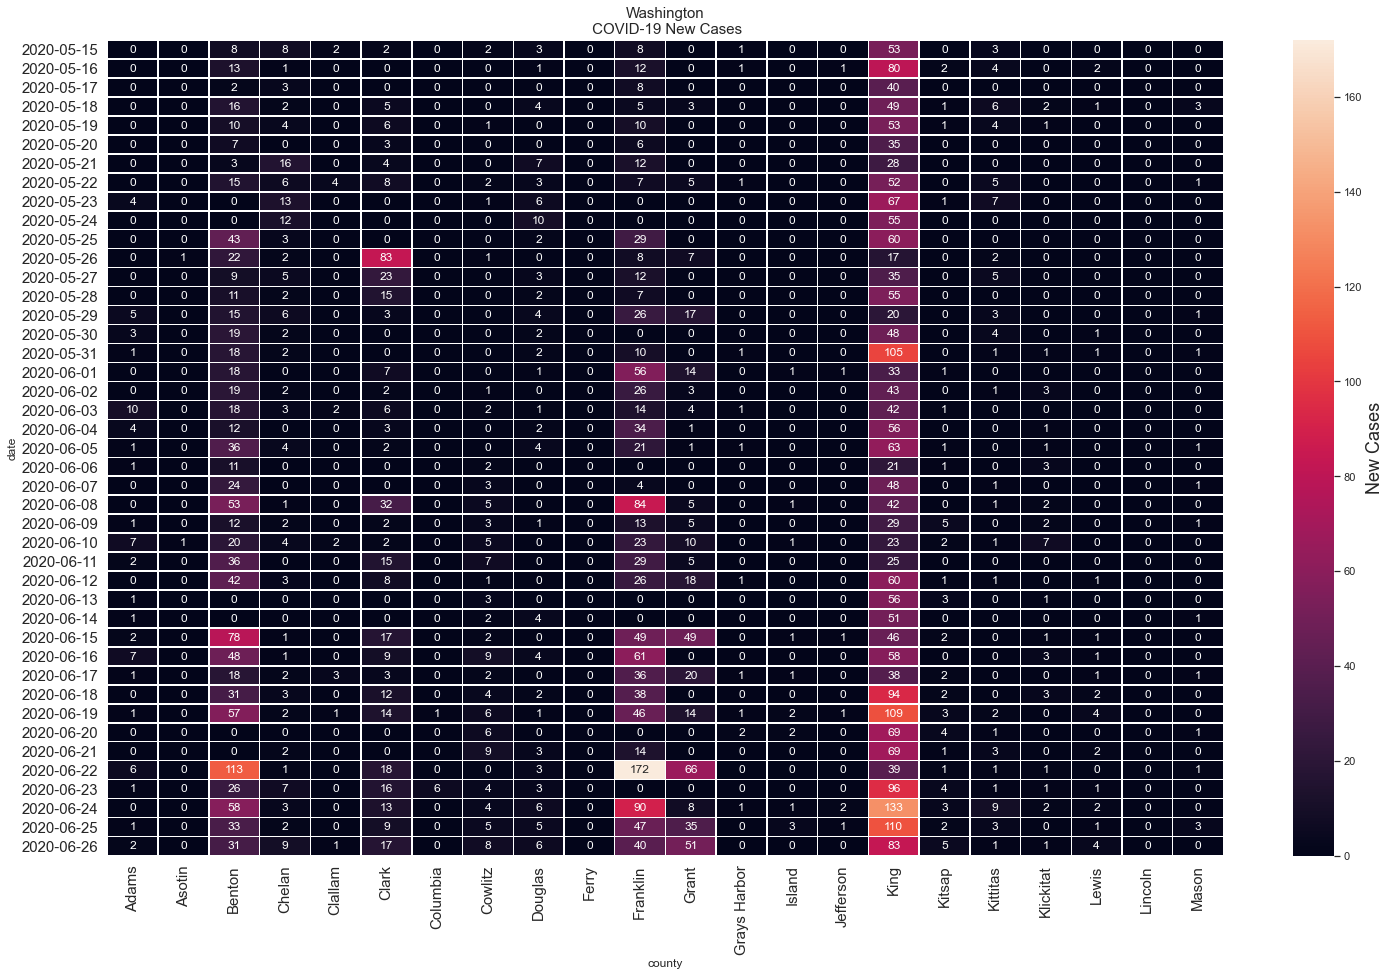 Washington
COVID-19 New Cases
2020-05-15 0 0 8 8 2 2 0 2 3 0 8 0 1 0 0 53 0 3 0 0 0 0
2020-05-16 0 0 13 1 0 0 0 0 1 0 12 0 1 0 1 80 2 4 0 2 0 0
2020-05-17 0 0 2 3 0 0 0 0 0 0 8 0 0 0 0 40 0 0 0 0 0 0
2020-05-18 0 0 16 2 0 5 0 0 4 0 5 3 0 0 0 49 1 6 2 1 0 3
2020-05-19 0 0 10 4 0 6 0 1 0 0 10 0 0 0 0 53 1 4 1 0 0 0
2020-05-20 0 0 7 0 0 3 0 0 0 0 6 0 0 0 0 35 0 0 0 0 0 0
2020-05-21 0 0 3 16 0 4 0 0 7 0 12 0 0 0 0 28 0 0 0 0 0 0
2020-05-22 0 0 15 6 4 8 0 2 3 0 7 5 1 0 0 52 0 5 0 0 0 1
2020-05-23 4 0 0 13 0 0 0 1 6 0 0 0 0 0 0 67 1 7 0 0 0 0
2020-05-24 0 0 0 12 0 0 0 0 10 0 0 0 0 0 0 55 0 0 0 0 0 0
2020-05-25 0 0 43 3 0 0 0 0 2 0 29 0 0 0 0 60 0 0 0 0 0 0
2020-05-26 0 1 22 2 0 83 0 1 0 0 8 7 0 0 0 17 0 2 0 0 0 0
2020-05-27 0 0 9 5 0 23 0 0 3 0 12 0 0 0 0 35 0 5 0 0 0 0
2020-05-28 0 0 11 2 0 15 0 0 2 0 7 0 0 0 0 55 0 0 0 0 0 0
2020-05-29 5 0 15 6 0 3 0 0 4 0 26 17 0 0 0 20 0 3 0 0 0 1
2020-05-30 3 0 19 2 0 0 0 0 2 0 0 0 0 0 0 48 0 4 0 1 0 0
2020-05-31 1 0 18 2 0 0 0 0 2 0 10 0 1 0 0 105 0 1 1 1 0 1
2020-06-01 0 0 18 0 0 7 0 0 1 0 56 14 0 1 1 33 1 0 0 0 0 0
2020-06-02 0 0 19 2 0 2 0 1 0 0 26 3 0 0 0 43 0 1 3 0 0 0
2020-06-03 10 0 18 3 2 6 0 2 1 0 14 4 1 0 0 42 1 0 0 0 0 0
2020-06-04 4 0 12 0 0 3 0 0 2 0 34 1 0 0 0 56 0 0 1 0 0 0
2020-06-05 1 0 36 4 0 2 0 0 4 0 21 1 1 0 0 63 1 0 1 0 0 1
2020-06-06 1 0 11 0 0 0 0 2 0 0 0 0 0 0 0 21 1 0 3 0 0 0
2020-06-07 0 0 24 0 0 0 0 3 0 0 4 0 0 0 0 48 0 1 0 0 0 1
2020-06-08 0 0 53 1 0 32 0 5 0 0 84 5 0 1 0 42 0 1 2 0 0 0
2020-06-09 1 0 12 2 0 2 0 3 1 0 13 5 0 0 0 29 5 0 2 0 0 1
2020-06-10 7 1 20 4 2 2 0 5 0 0 23 10 0 1 0 23 2 1 7 0 0 0
2020-06-11 2 0 36 0 0 15 0 7 0 0 29 5 0 0 0 25 0 0 0 0 0 0
2020-06-12 0 0 42 3 0 8 0 1 0 0 26 18 1 0 0 60 1 1 0 1 0 0
2020-06-13 1 0 0 0 0 0 0 3 0 0 0 0 0 0 0 56 3 0 1 0 0 0
2020-06-14 1 0 0 0 0 0 0 2 4 0 0 0 0 0 0 51 0 0 0 0 0 1
2020-06-15 2 0 78 1 0 17 0 2 0 0 49 49 0 1 1 46 2 0 1 1 0 0
2020-06-16 7 0 48 1 0 9 0 9 4 0 61 0 0 0 0 58 0 0 3 1 0 0
2020-06-17 1 0 18 2 3 3 0 2 0 0 36 20 1 1 0 38 2 0 0 1 0 1
2020-06-18 0 0 31 3 0 12 0 4 2 0 38 0 0 0 0 94 2 0 3 2 0 0
2020-06-19 1 0 57 2 1 14 1 6 1 0 46 14 1 2 1 109 3 2 0 4 0 0
2020-06-20 0 0 0 0 0 0 0 6 0 0 0 0 2 2 0 69 4 1 0 0 0 1
2020-06-21 0 0 0 2 0 0 0 9 3 0 14 0 0 0 0 69 1 3 0 2 0 0
2020-06-22 6 0 113 1 0 18 0 0 3 0 172 66 0 0 0 39 1 1 1 0 0 1
2020-06-23 1 0 26 7 0 16 6 4 3 0 0 0 0 0 0 96 4 1 1 1 0 0
2020-06-24 0 0 58 3 0 13 0 4 6 0 90 8 1 1 2 133 3 9 2 2 0 0
2020-06-25 1 0 33 2 0 9 0 5 5 0 47 35 0 3 1 110 2 3 0 1 0 3
2020-06-26 2 0 31 9 1 17 0 8 6 0 40 51 0 0 0 83 5 1 1 4 0 0
date
Adams Asotin Benton Chelan Clallam Clark Columbia Cowlitz Douglas Ferry Franklin Grant Grays Harbor Island Jefferson King Kitsap Kittitas Klickitat Lewis Lincoln Mason
county
160
140
120
100
80
60
40
20
0
New Cases